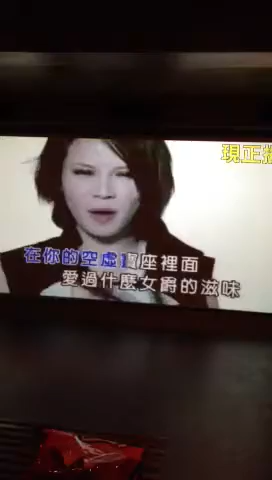 現正
在你的空虛寶座裡面
愛過什麼女爵的滋味